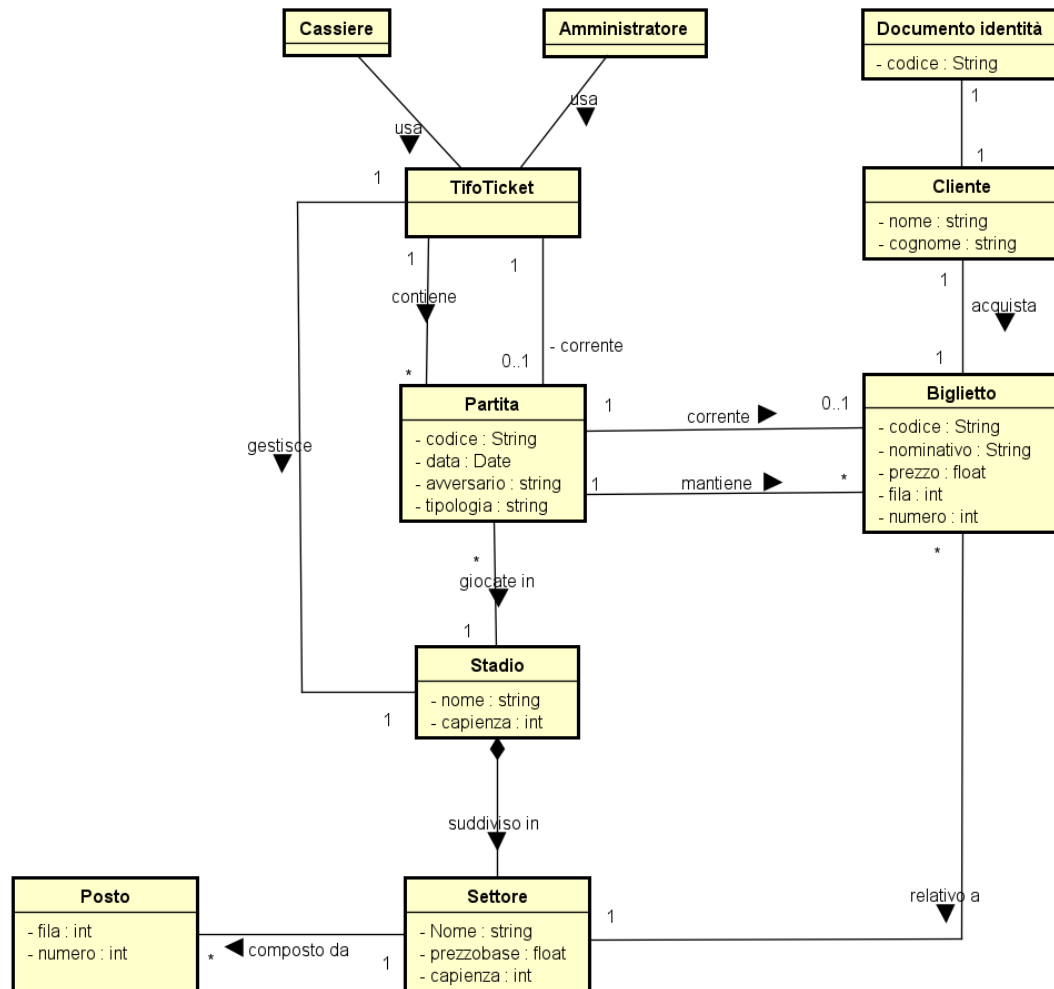 Cassiere
Amministratore
Documento identità
- codice : String
usa
usa
1
1
1
TifoTicket
Cliente
- nome : string
- cognome : string
1
1
1
contiene
acquista
- corrente
0..1
*
1
Partita
- codice : String
- data : Date
- avversario : string
- tipologia : string
1
corrente
0..1
1
mantiene
*
Biglietto
- codice : String
- nominativo : String
- prezzo : float
- fila : int
- numero : int
gestisce
*
*
giocate in
1
Stadio
- nome : string
- capienza : int
1
suddiviso in
Posto
- fila : int
- numero : int
Settore
- Nome : string
- prezzobase : float
- capienza : int
relativo a
1
composto da
*
1